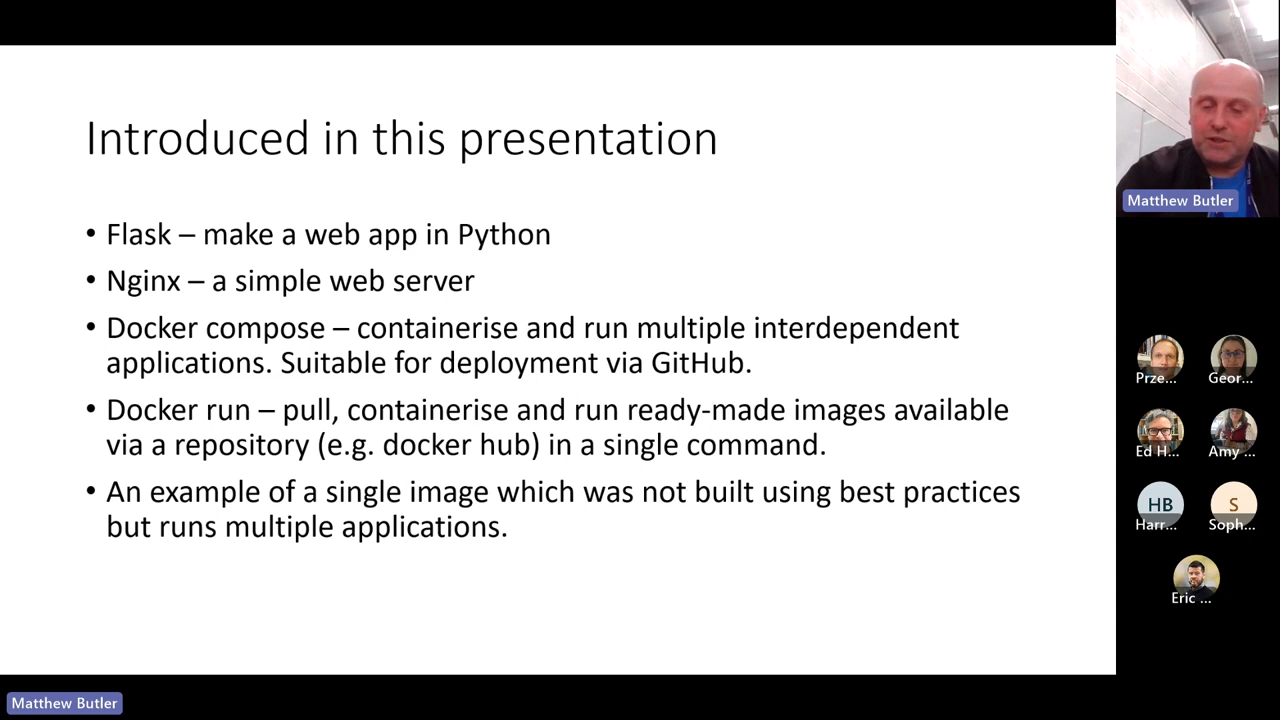 Introduced in this presentation
• Flask – make a web app in Python
• Nginx – a simple web server
• Docker compose – containerise and run multiple interdependent
applications. Suitable for deployment via GitHub.
• Docker run – pull, containerise and run ready-made images available
via a repository (e.g. docker hub) in a single command.
• An example of a single image which was not built using best practices
but runs multiple applications.
Matthew Butler
Prze...
Geor...
Ed H...
Amy ...
HB
Harr...
S
Soph...
Eric ...
Matthew Butler